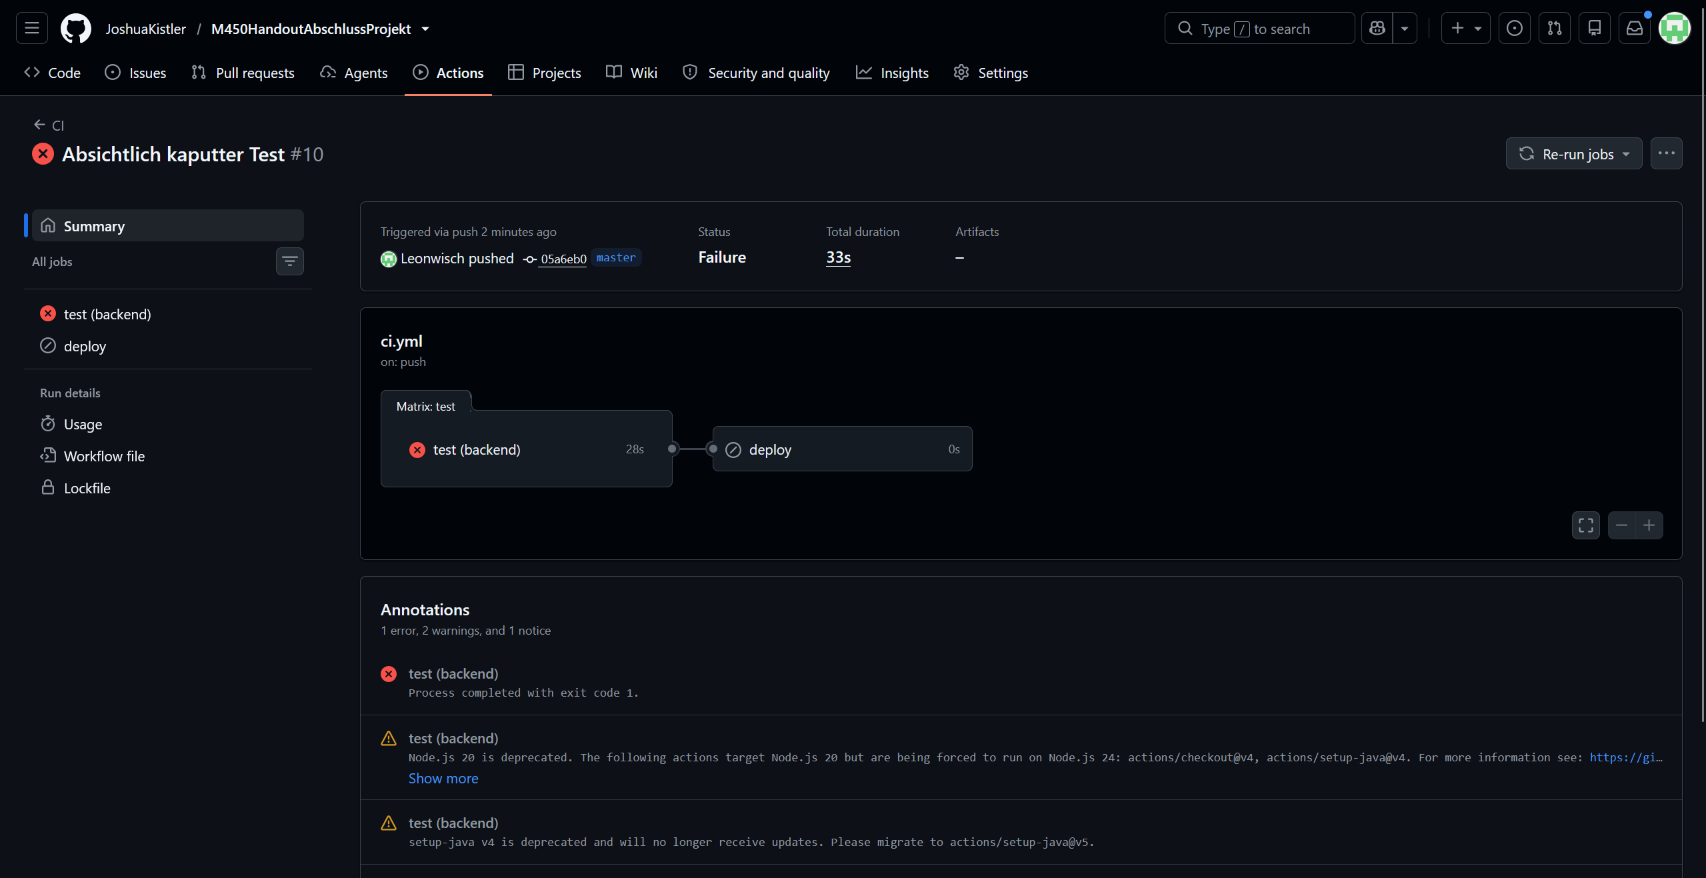 JoshuaKistler / M450HandoutAbschlussProjekt
Type / to search
Code
Issues
Pull requests
Agents
Actions
Projects
Wiki
Security and quality
Insights
Settings
CI
Absichtlich kaputter Test #10
Re-run jobs
Summary
All jobs
test (backend)
deploy
Run details
Usage
Workflow file
Lockfile
Triggered via push 2 minutes ago
Leonwisch pushed 05a6eb0 master
Status
Failure
Total duration
33s
Artifacts
–
ci.yml
on: push
Matrix: test
test (backend) 28s
deploy 0s
Annotations
1 error, 2 warnings, and 1 notice
test (backend)
Process completed with exit code 1.
test (backend)
Node.js 20 is deprecated. The following actions target Node.js 20 but are being forced to run on Node.js 24: actions/checkout@v4, actions/setup-java@v4. For more information see: https://gi…
Show more
test (backend)
setup-java v4 is deprecated and will no longer receive updates. Please migrate to actions/setup-java@v5.